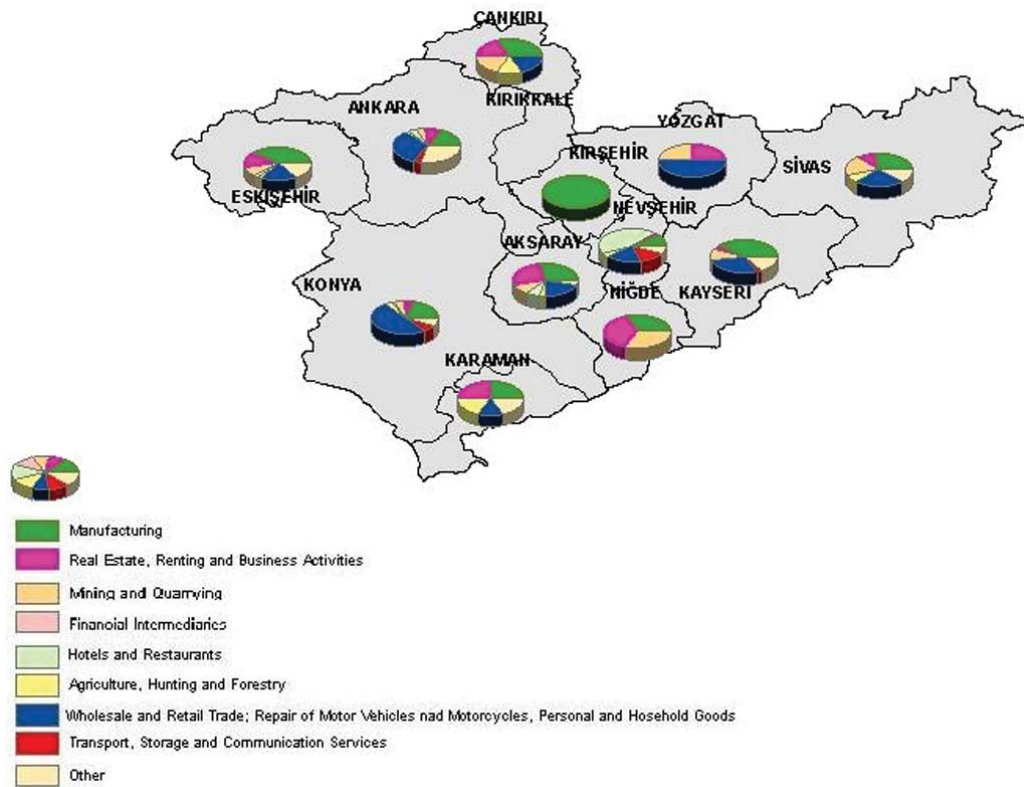 ÇANKIRI
KIRIKKALE
ANKARA
YOZGAT
KIRŞEHİR
SİVAS
ESKİŞEHİR
NEVŞEHİR
AKSARAY
KONYA
NİĞDE
KAYSERİ
KARAMAN
Manufacturing
Real Estate, Renting and Business Activities
Mining and Quarrying
Financial Intermediaries
Hotels and Restaurants
Agriculture, Hunting and Forestry
Wholesale and Retail Trade; Repair of Motor Vehicles nad Motorcycles, Personal and Hosehold Goods
Transport, Storage and Communication Services
Other